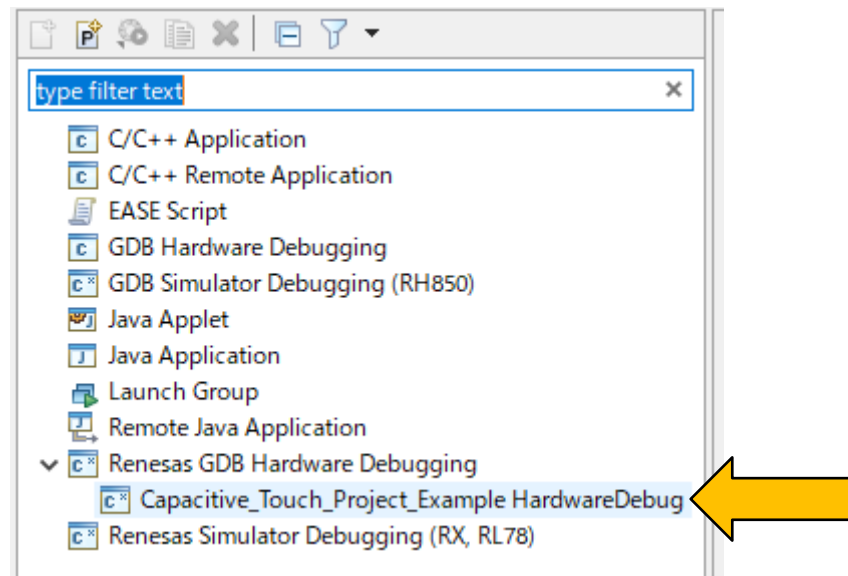 type filter text
C/C++ Application
C/C++ Remote Application
EASE Script
GDB Hardware Debugging
GDB Simulator Debugging (RH850)
Java Applet
Java Application
Launch Group
Remote Java Application
Renesas GDB Hardware Debugging
Capacitive_Touch_Project_Example HardwareDebug
Renesas Simulator Debugging (RX, RL78)